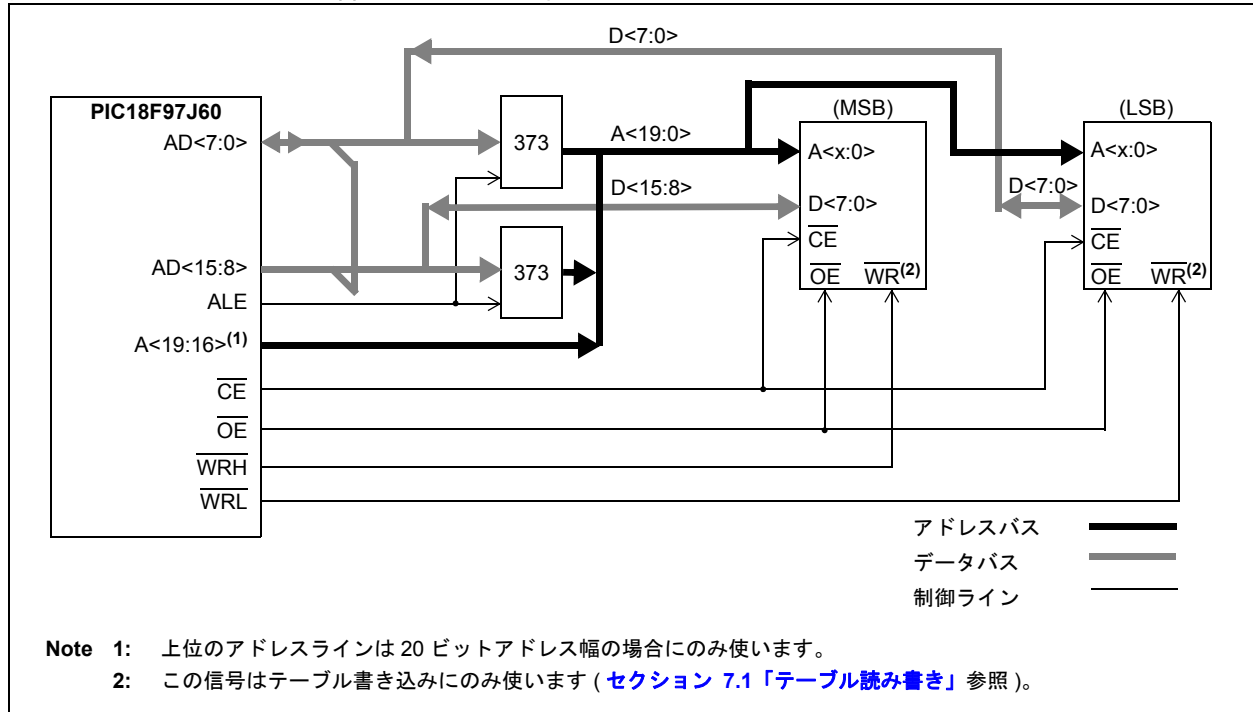 D<7:0>
PIC18F97J60
AD<7:0>
373
A<19:0>
(MSB)
A<x:0>
(LSB)
A<x:0>
D<15:8>
D<7:0>
D<7:0>
D<7:0>
CE
CE
OE WR(2)
OE WR(2)
AD<15:8>
373
ALE
A<19:16>(1)
CE
OE
WRH
WRL
アドレスバス
データバス
制御ライン
Note 1: 上位のアドレスラインは 20 ビットアドレス幅の場合にのみ使います。
2: この信号はテーブル書き込みにのみ使います ( セクション 7.1「テーブル読み書き」参照 )。